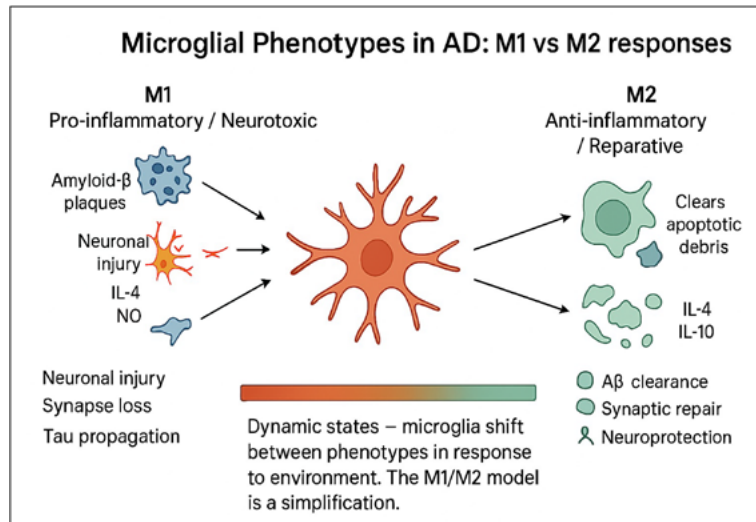 Microglial Phenotypes in AD: M1 vs M2 responses
M1
Pro-inflammatory / Neurotoxic
Amyloid-β
plaques
Neuronal
injury
IL-4
NO
Neuronal injury
Synapse loss
Tau propagation
Dynamic states – microglia shift
between phenotypes in response
to environment. The M1/M2 model
is a simplification.
M2
Anti-inflammatory
/ Reparative
Clears
apoptotic
debris
IL-4
IL-10
Aβ clearance
Synaptic repair
Neuroprotection